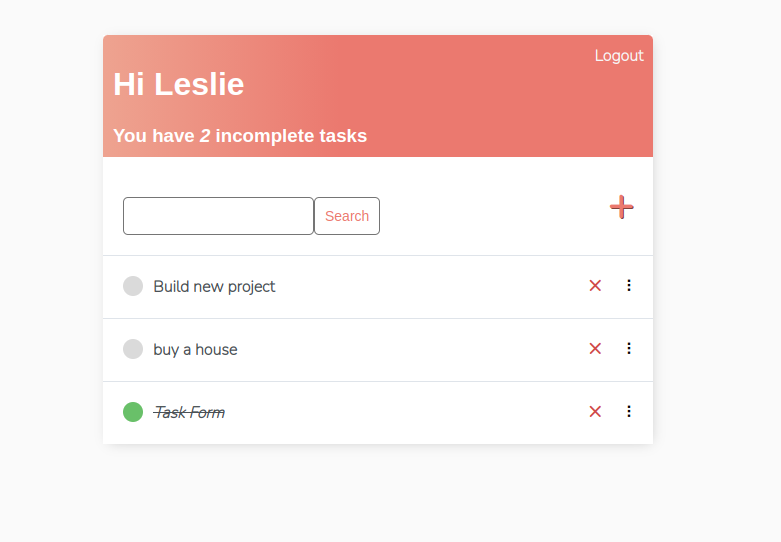 Logout
Hi Leslie
You have 2 incomplete tasks
Search
Build new project
buy a house
Task Form